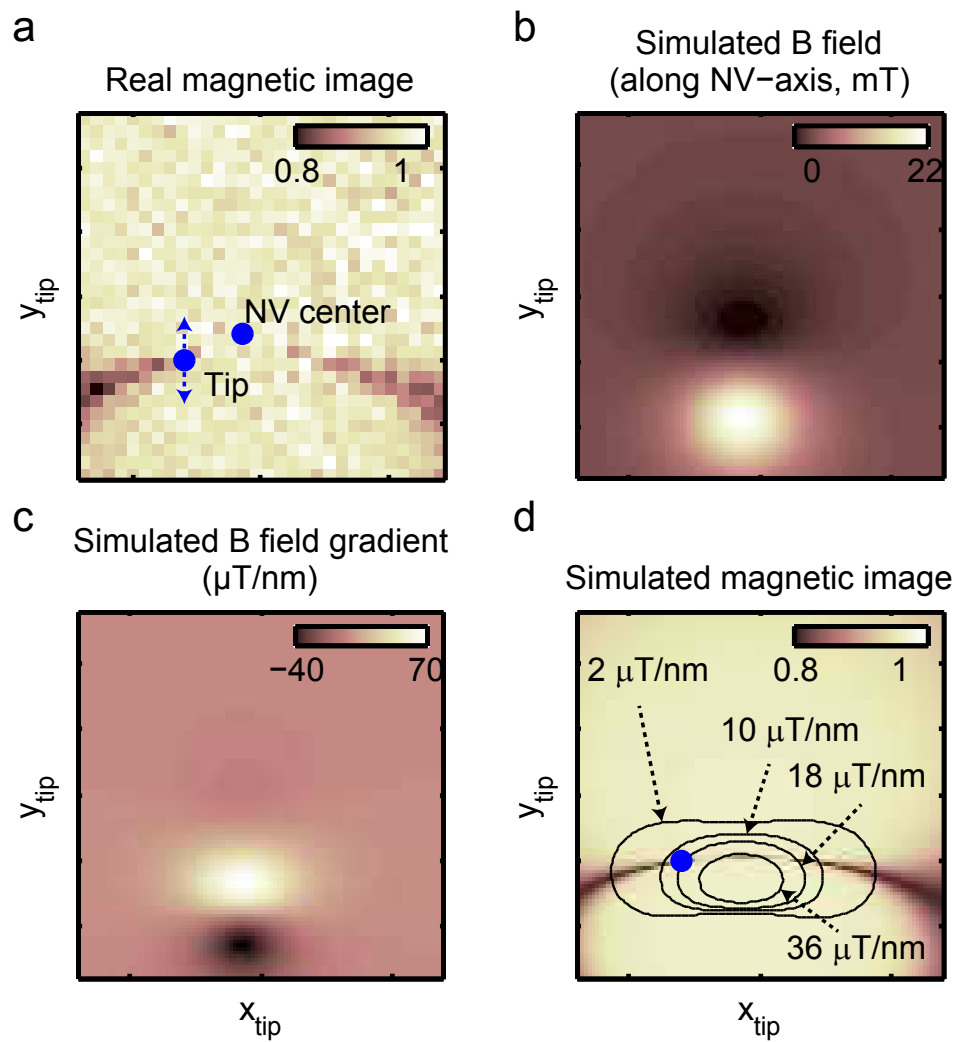 a
Real magnetic image
0.8 1
NV center
Tip
y_tip
b
Simulated B field
(along NV−axis, mT)
0 22
y_tip
c
Simulated B field gradient
(µT/nm)
−40 70
y_tip
x_tip
d
Simulated magnetic image
0.8 1
2 µT/nm
10 µT/nm
18 µT/nm
36 µT/nm
y_tip
x_tip